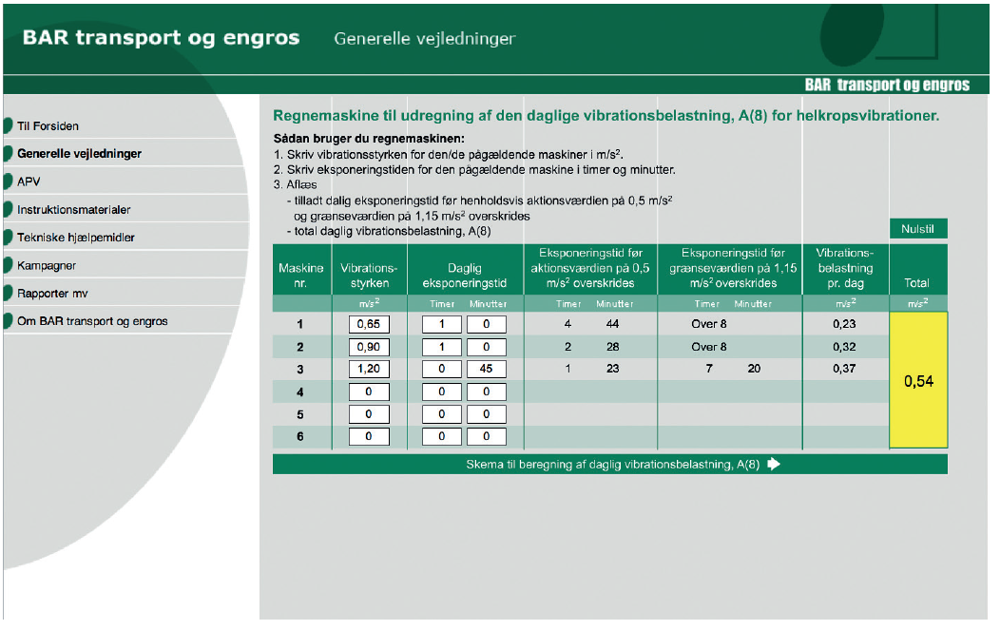 BAR transport og engros Generelle vejledninger
BAR transport og engros
Til Forsiden
Generelle vejledninger
APV
Instruktionsmaterialer
Tekniske hjælpemidler
Kampagner
Rapporter mv
Om BAR transport og engros
Regnemaskine til udregning af den daglige vibrationsbelastning, A(8) for helkropsvibrationer.
Sådan bruger du regnemaskinen:
1. Skriv vibrationsstyrken for den/de pågældende maskiner i m/s².
2. Skriv eksponeringstiden for den pågældende maskine i timer og minutter.
3. Aflæs
- tilladt dalig eksponeringstid før henholdsvis aktionsværdien på 0,5 m/s²
og grænseværdien på 1,15 m/s² overskrides
- total daglig vibrationsbelastning, A(8)
Nulstil
Maskine nr. Vibrations-styrken Daglig eksponeringstid Eksponeringstid før aktionsværdien på 0,5 m/s² overskrides Eksponeringstid før grænseværdien på 1,15 m/s² overskrides Vibrations-belastning pr. dag Total
m/s² Timer Minutter Timer Minutter Timer Minutter m/s² m/s²
1 0,65 1 0 4 44 Over 8 0,23
2 0,90 1 0 2 28 Over 8 0,32
3 1,20 0 45 1 23 7 20 0,37
0,54
4 0 0 0
5 0 0 0
6 0 0 0
Skema til beregning af daglig vibrationsbelastning, A(8)